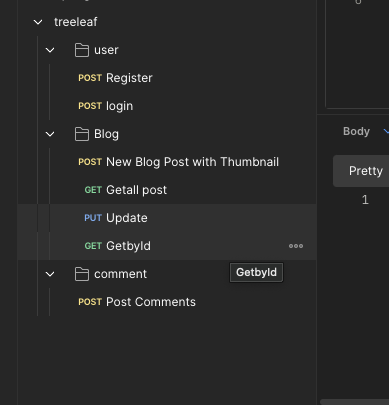 treeleaf
user
POST Register
POST login
Blog
POST New Blog Post with Thumbnail
GET Getall post
PUT Update
GET GetbyId
GetbyId
comment
POST Post Comments
Body
Pretty
1